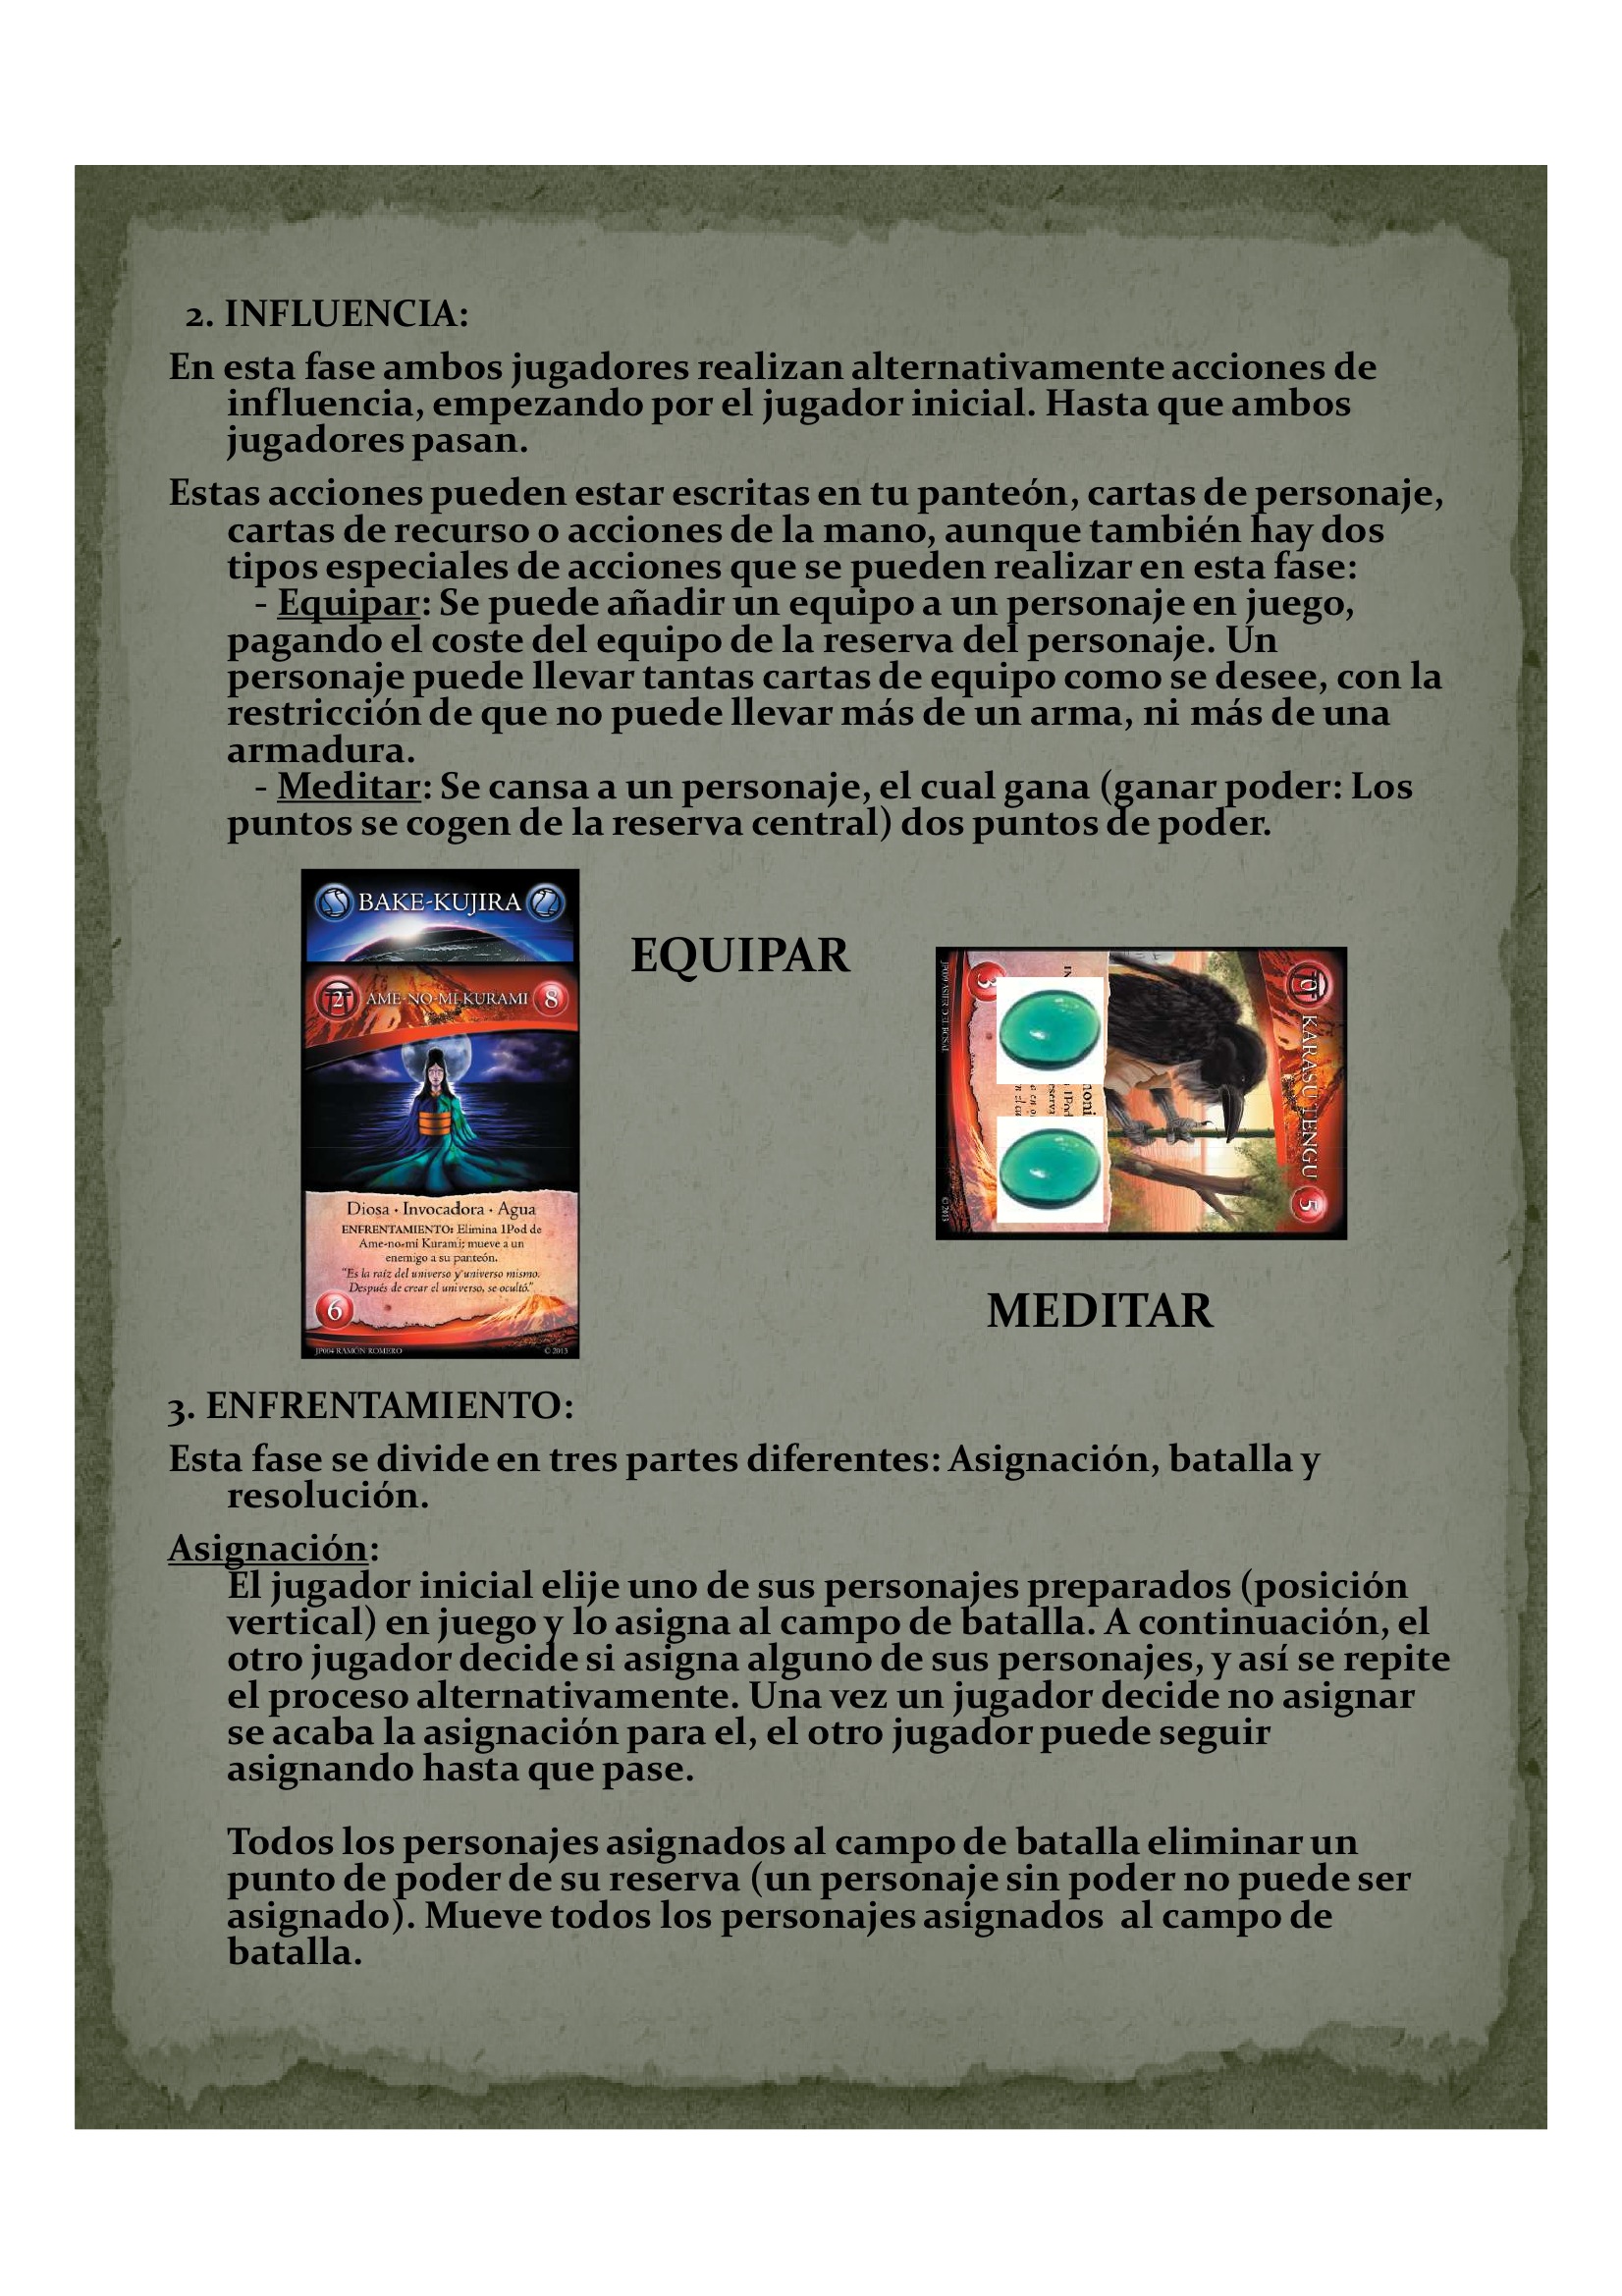 2. INFLUENCIA:
En esta fase ambos jugadores realizan alternativamente acciones de
influencia, empezando por el jugador inicial. Hasta que ambos
jugadores pasan.
Estas acciones pueden estar escritas en tu panteón, cartas de personaje,
cartas de recurso o acciones de la mano, aunque también hay dos
tipos especiales de acciones que se pueden realizar en esta fase:
- Equipar: Se puede añadir un equipo a un personaje en juego,
pagando el coste del equipo de la reserva del personaje. Un
personaje puede llevar tantas cartas de equipo como se desee, con la
restricción de que no puede llevar más de un arma, ni más de una
armadura.
- Meditar: Se cansa a un personaje, el cual gana (ganar poder: Los
puntos se cogen de la reserva central) dos puntos de poder.
BAKE-KUJIRA
2 AME-NO-MI KURAMI 8
Diosa · Invocadora · Agua
ENFRENTAMIENTO: Elimina 1Pod de
Ame-no-mi Kurami; mueve a un
enemigo a su panteón.
"Es la raíz del universo y universo mismo.
Después de crear el universo, se ocultó."
6
JP004 RAMÓN ROMERO © 2013
EQUIPAR
0 KARASU TENGU 5
3
© 2013
MEDITAR
3. ENFRENTAMIENTO:
Esta fase se divide en tres partes diferentes: Asignación, batalla y
resolución.
Asignación:
El jugador inicial elije uno de sus personajes preparados (posición
vertical) en juego y lo asigna al campo de batalla. A continuación, el
otro jugador decide si asigna alguno de sus personajes, y así se repite
el proceso alternativamente. Una vez un jugador decide no asignar
se acaba la asignación para el, el otro jugador puede seguir
asignando hasta que pase.
Todos los personajes asignados al campo de batalla eliminar un
punto de poder de su reserva (un personaje sin poder no puede ser
asignado). Mueve todos los personajes asignados al campo de
batalla.